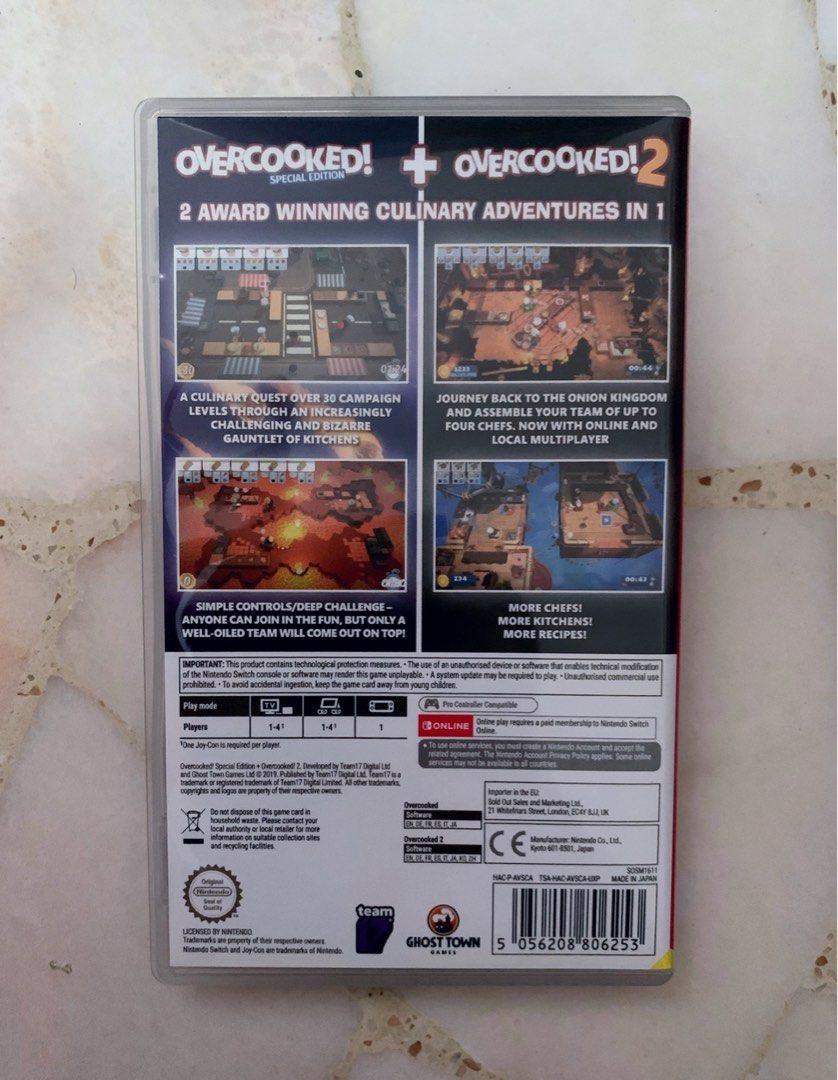 OVERCOOKED!
SPECIAL EDITION
+
OVERCOOKED! 2
2 AWARD WINNING CULINARY ADVENTURES IN 1
A CULINARY QUEST OVER 30 CAMPAIGN
LEVELS THROUGH AN INCREASINGLY
CHALLENGING AND BIZARRE
GAUNTLET OF KITCHENS
1233
00:44
JOURNEY BACK TO THE ONION KINGDOM
AND ASSEMBLE YOUR TEAM OF UP TO
FOUR CHEFS. NOW WITH ONLINE AND
LOCAL MULTIPLAYER
0
SIMPLE CONTROLS/DEEP CHALLENGE –
ANYONE CAN JOIN IN THE FUN, BUT ONLY A
WELL-OILED TEAM WILL COME OUT ON TOP!
234
00:43
MORE CHEFS!
MORE KITCHENS!
MORE RECIPES!
IMPORTANT: This product contains technological protection measures. • The use of an unauthorised device or software that enables technical modification
of the Nintendo Switch console or software may render this game unplayable. • A system update may be required to play. • Unauthorised commercial use
prohibited. • To avoid accidental ingestion, keep the game card away from young children.
Play mode
TV
Players
1-4¹
1-4¹
1
¹One Joy-Con is required per player.
Pro Controller Compatible
ONLINE
Online play requires a paid membership to Nintendo Switch
Online.
• To use online services, you must create a Nintendo Account and accept the
related agreement. The Nintendo Account Privacy Policy applies. Some online
services may not be available in all countries.
Overcooked! Special Edition + Overcooked! 2. Developed by Team17 Digital Ltd
and Ghost Town Games Ltd © 2019. Published by Team17 Digital Ltd. Team17 is a
trademark or registered trademark of Team17 Digital Limited. All other trademarks,
copyrights and logos are property of their respective owners.
Do not dispose of this game card in
household waste. Please contact your
local authority or local retailer for more
information on suitable collection sites
and recycling facilities.
Overcooked
Software
EN, DE, FR, ES, IT, JA
Overcooked 2
Software
EN, DE, FR, ES, IT, JA, KO, ZH
Importer in the EU:
Sold Out Sales and Marketing Ltd.,
21 Whitefriars Street, London, EC4Y 8JJ, UK
CE
Manufacturer: Nintendo Co., Ltd.,
Kyoto 601-8501, Japan
SOSM1611
HAC-P-AVSCA TSA-HAC-AVSCA-UXP MADE IN JAPAN
Original
Nintendo
Seal of
Quality
LICENSED BY NINTENDO
Trademarks are property of their respective owners.
Nintendo Switch and Joy-Con are trademarks of Nintendo.
team
17
GHOST TOWN
GAMES
5 056208 806253